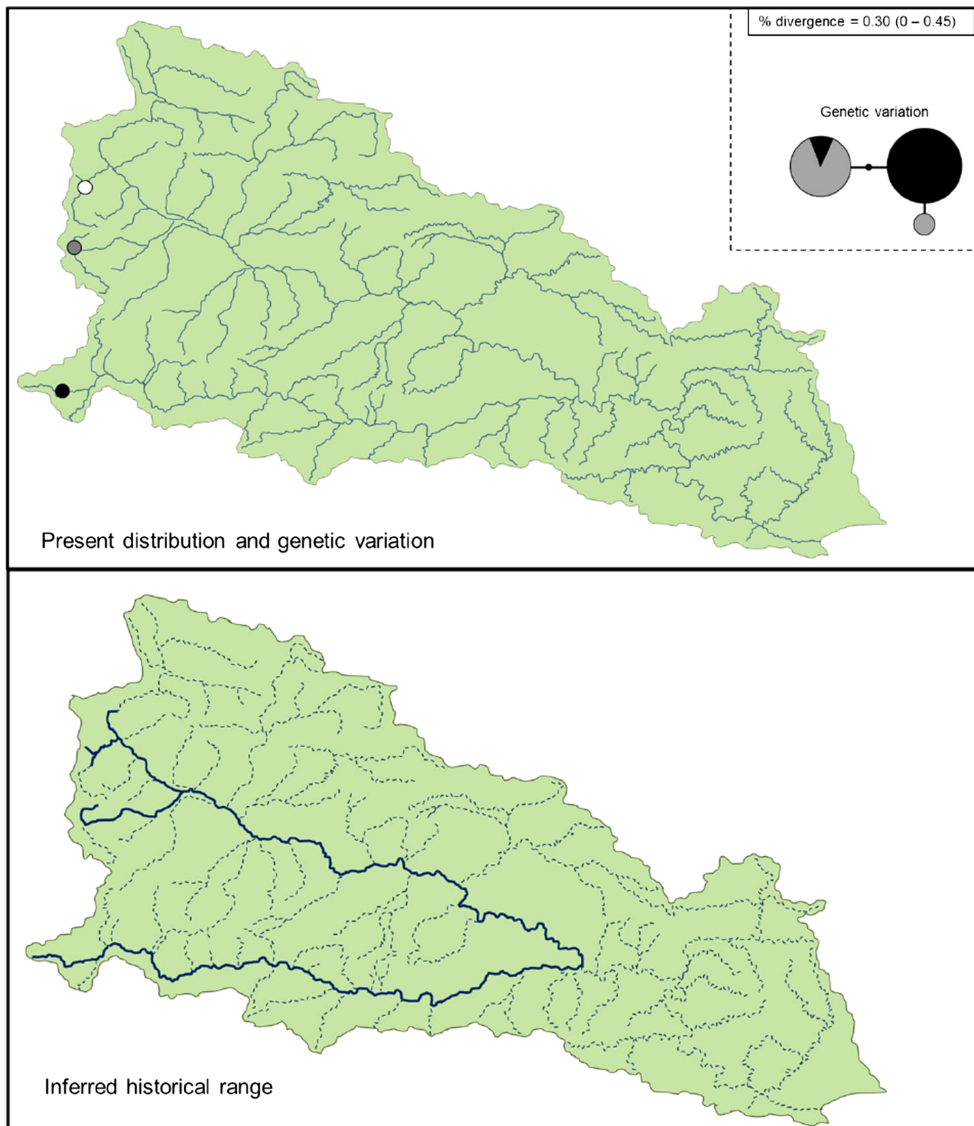 % divergence = 0.30 (0 – 0.45)
Genetic variation
Present distribution and genetic variation
Inferred historical range